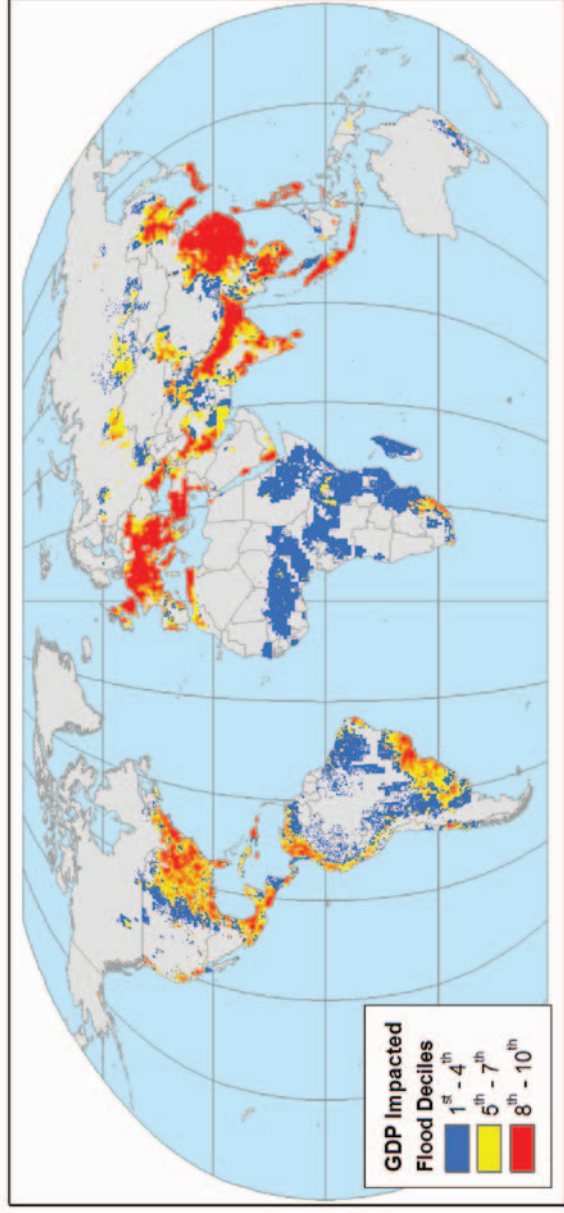 GDP Impacted
Flood Deciles
1st - 4th
5th - 7th
8th - 10th